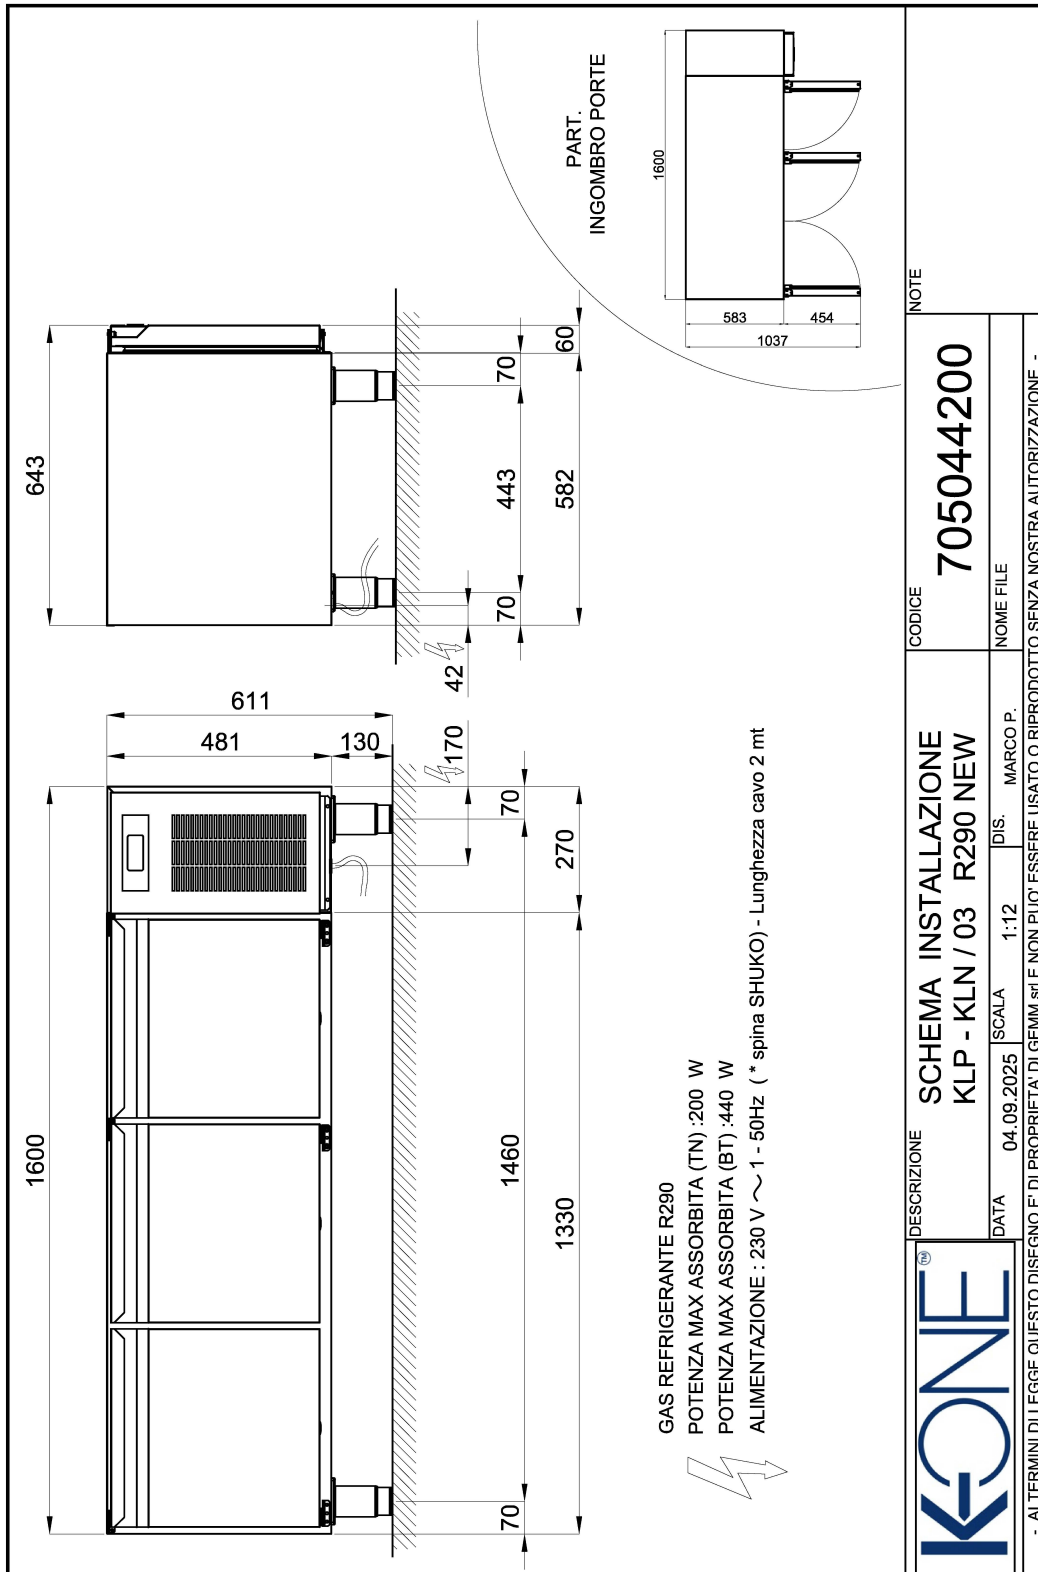 643
60
70
443
582
70
42
611
481
130
170
1600
70
270
1460
1330
70
PART.
INGOMBRO PORTE
1600
583
454
1037
GAS REFRIGERANTE R290
POTENZA MAX ASSORBITA (TN) :200 W
POTENZA MAX ASSORBITA (BT) :440 W
ALIMENTAZIONE : 230 V ～ 1 - 50Hz ( * spina SHUKO) - Lunghezza cavo 2 mt
K-ONE TM
DESCRIZIONE
SCHEMA INSTALLAZIONE
KLP - KLN / 03 R290 NEW
DATA
04.09.2025
SCALA
1:12
DIS.
MARCO P.
CODICE
705044200
NOME FILE
NOTE
- AI TERMINI DI LEGGE QUESTO DISEGNO E' DI PROPRIETA' DI GEMM srl E NON PUO' ESSERE USATO O RIPRODOTTO SENZA NOSTRA AUTORIZZAZIONE -